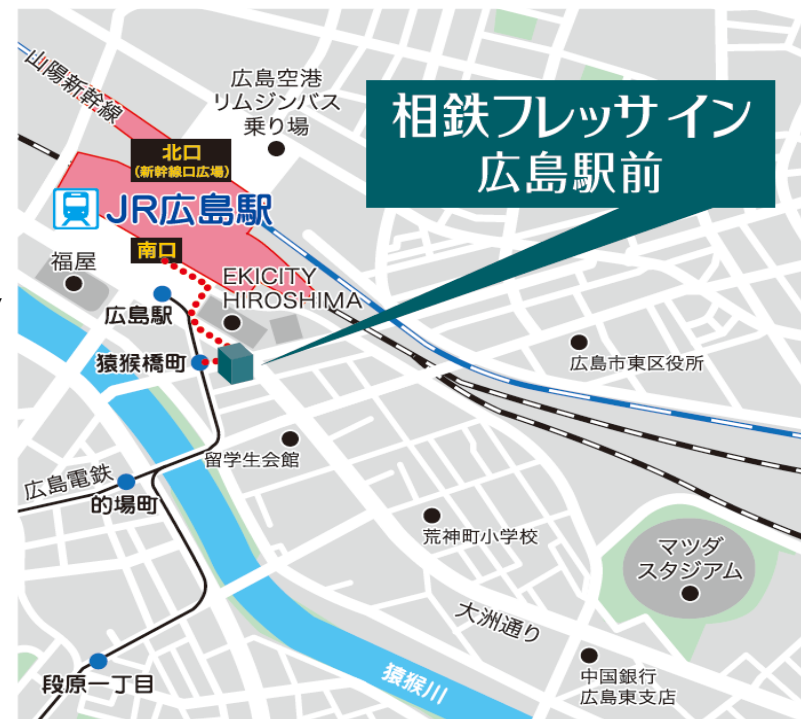 山陽新幹線
広島空港
リムジンバス
乗り場
相鉄フレッサイン
広島駅前
北口
(新幹線口広場)
JR広島駅
南口
福屋
EKICITY
HIROSHIMA
広島駅
猿猴橋町
広島市東区役所
留学生会館
広島電鉄
的場町
荒神町小学校
マツダ
スタジアム
大洲通り
段原一丁目
猿猴川
中国銀行
広島東支店